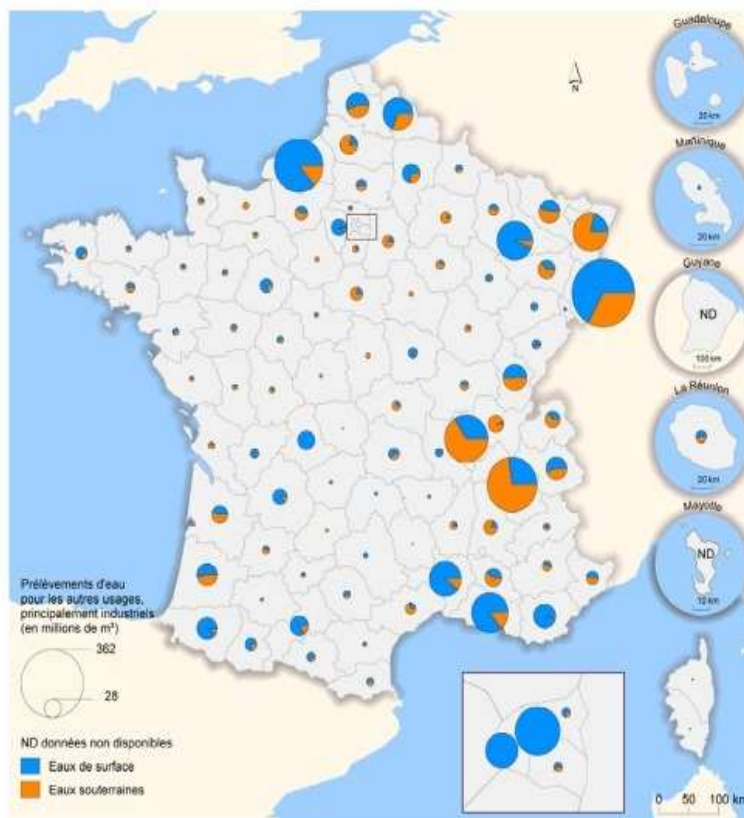 Guadeloupe
20 km
N
Martinique
20 km
Guyane
ND
100 km
La Réunion
20 km
Mayotte
ND
10 km
Prélèvements d'eau
pour les autres usages,
principalement industriels
(en millions de m³)
362
28
ND données non disponibles
Eaux de surface
Eaux souterraines
0 50 100 km